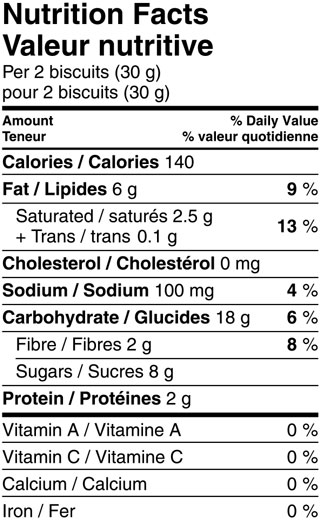 Nutrition Facts
Valeur nutritive
Per 2 biscuits (30 g)
pour 2 biscuits (30 g)
Amount % Daily Value
Teneur % valeur quotidienne
Calories / Calories 140
Fat / Lipides 6 g 9 %
Saturated / saturés 2.5 g
+ Trans / trans 0.1 g 13 %
Cholesterol / Cholestérol 0 mg
Sodium / Sodium 100 mg 4 %
Carbohydrate / Glucides 18 g 6 %
Fibre / Fibres 2 g 8 %
Sugars / Sucres 8 g
Protein / Protéines 2 g
Vitamin A / Vitamine A 0 %
Vitamin C / Vitamine C 0 %
Calcium / Calcium 0 %
Iron / Fer 0 %